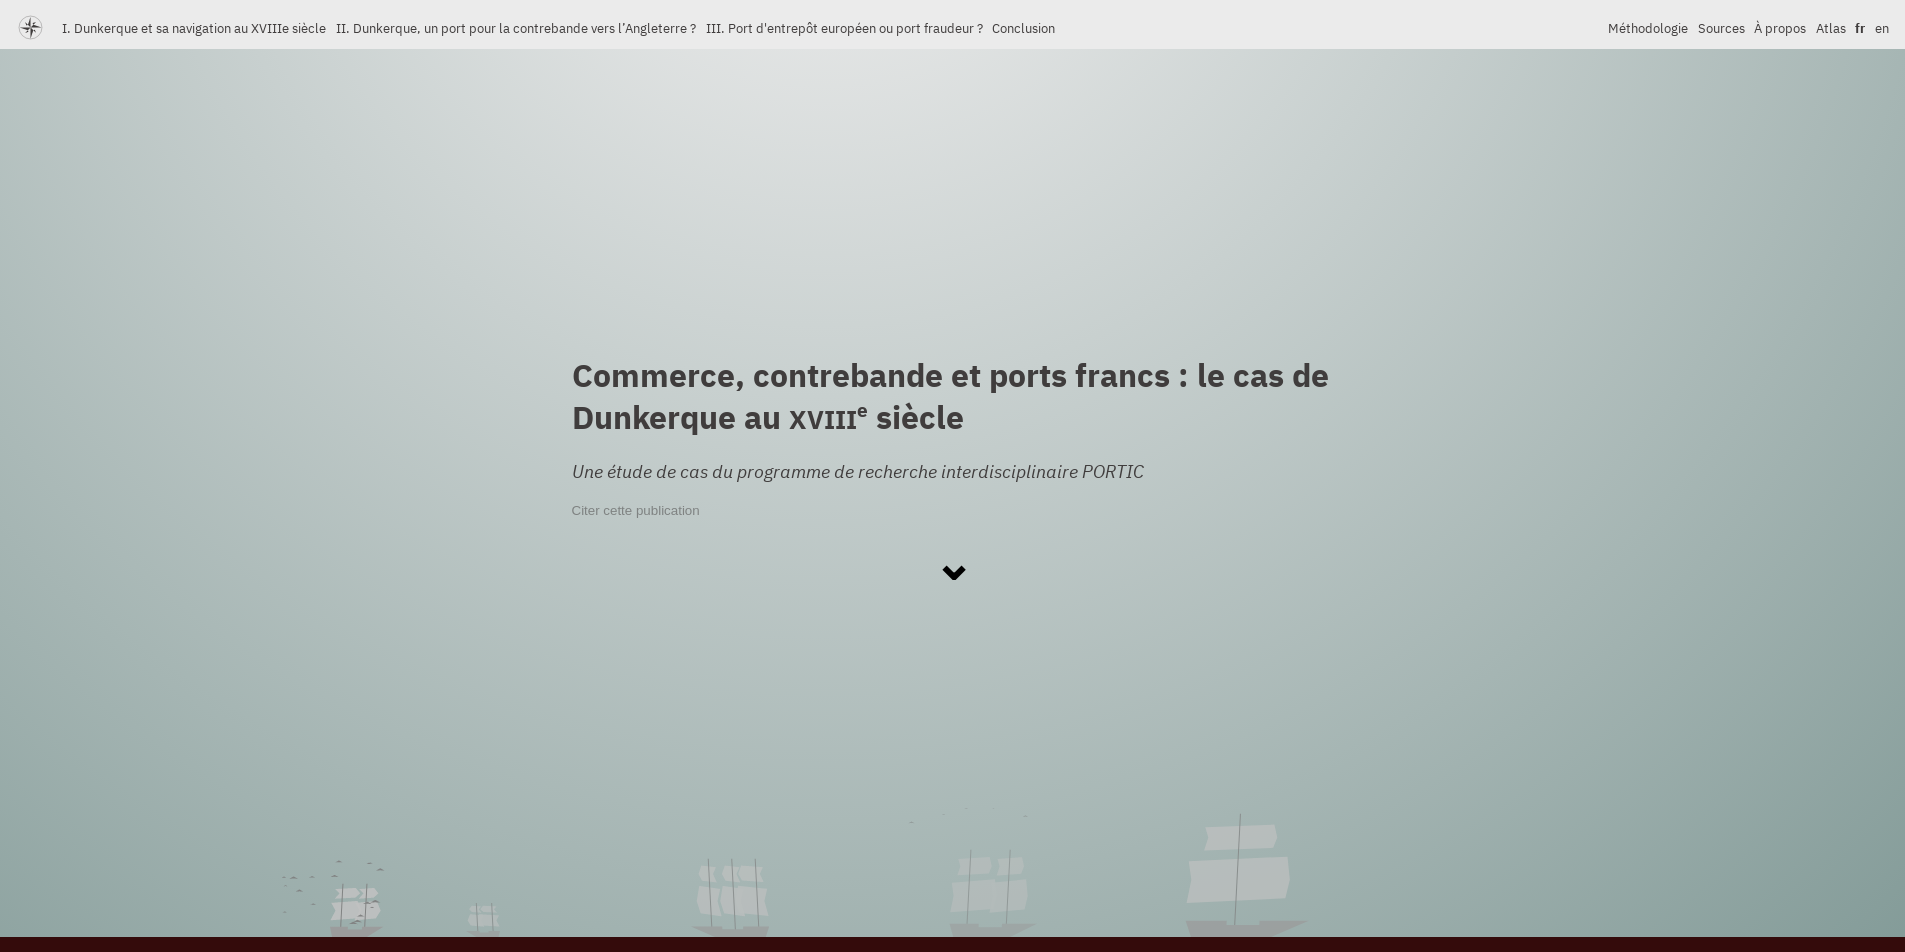 I. Dunkerque et sa navigation au XVIIIe siècle II. Dunkerque, un port pour la contrebande vers l’Angleterre ? III. Port d'entrepôt européen ou port fraudeur ? Conclusion Méthodologie Sources À propos Atlas fr en
Commerce, contrebande et ports francs : le cas de
Dunkerque au XVIIIe siècle
Une étude de cas du programme de recherche interdisciplinaire PORTIC
Citer cette publication